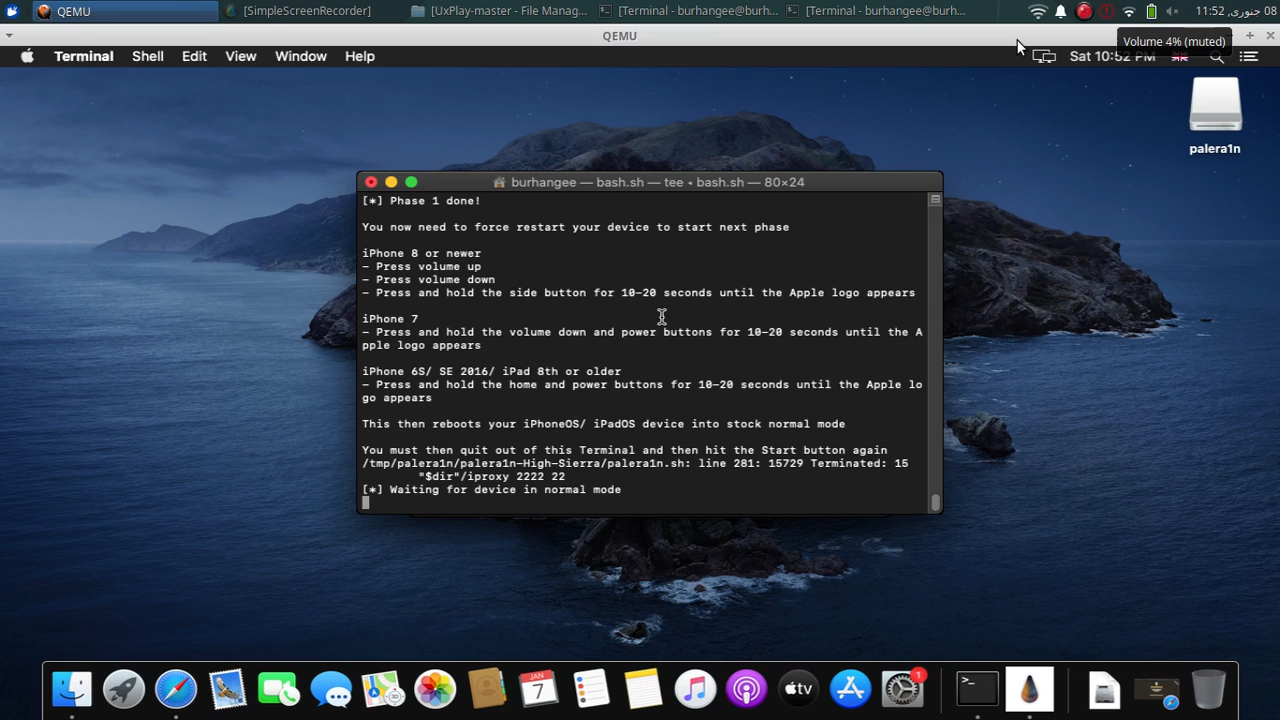 QEMU
[SimpleScreenRecorder]
[UxPlay-master - File Manag...
[Terminal - burhangee@burh...
[Terminal - burhangee@burh...
11:52 ,جنوری 08
QEMU
Volume 4% (muted)
Terminal Shell Edit View Window Help
Sat 10:52 PM
palera1n
burhangee — bash.sh — tee • bash.sh — 80×24
[*] Phase 1 done!
You now need to force restart your device to start next phase
iPhone 8 or newer
- Press volume up
- Press volume down
- Press and hold the side button for 10-20 seconds until the Apple logo appears
iPhone 7
- Press and hold the volume down and power buttons for 10-20 seconds until the A
pple logo appears
iPhone 6S/ SE 2016/ iPad 8th or older
- Press and hold the home and power buttons for 10-20 seconds until the Apple lo
go appears
This then reboots your iPhoneOS/ iPadOS device into stock normal mode
You must then quit out of this Terminal and then hit the Start button again
/tmp/palera1n/palera1n-High-Sierra/palera1n.sh: line 281: 15729 Terminated: 15
"$dir"/iproxy 2222 22
[*] Waiting for device in normal mode
JAN
7
tv
1
>_